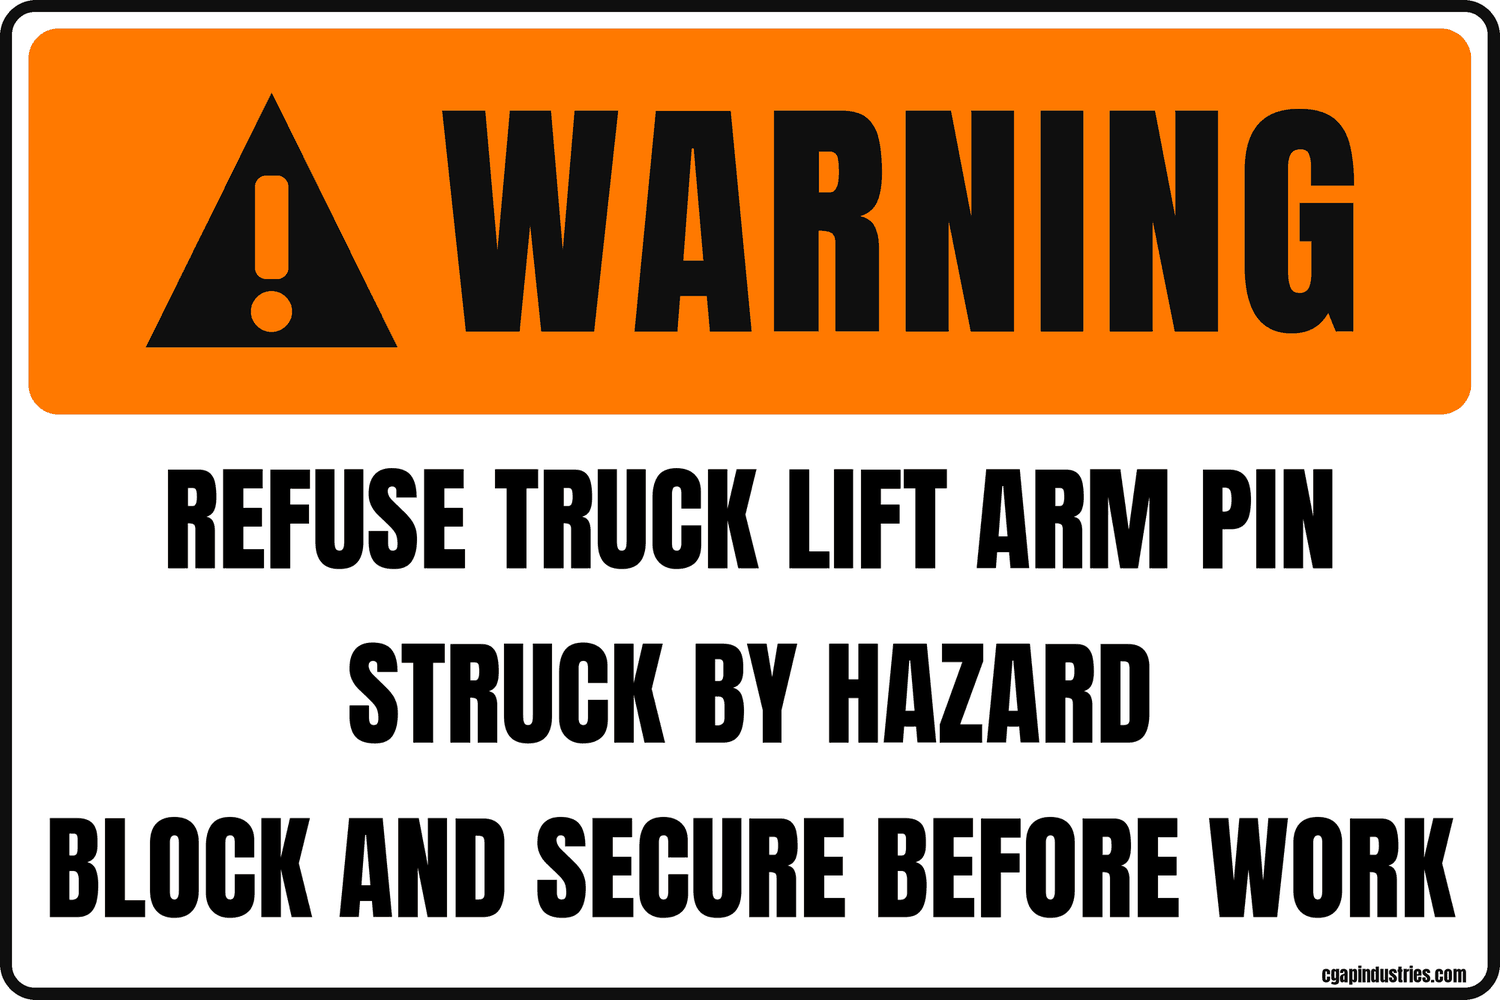 WARNING
REFUSE TRUCK LIFT ARM PIN
STRUCK BY HAZARD
BLOCK AND SECURE BEFORE WORK
cgapindustries.com